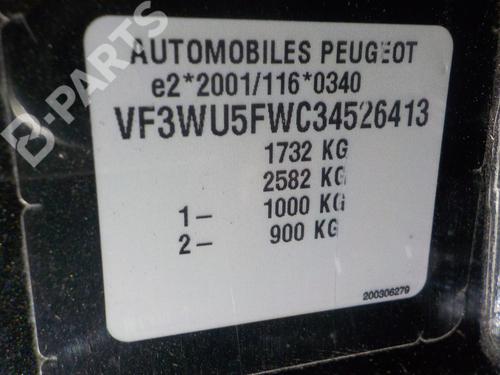 B-PARTS
AUTOMOBILES PEUGEOT
e2*2001/116*0340
VF3WU5FWC34526413
1732 KG
2582 KG
1– 1000 KG
2– 900 KG
200306279
B-PARTS